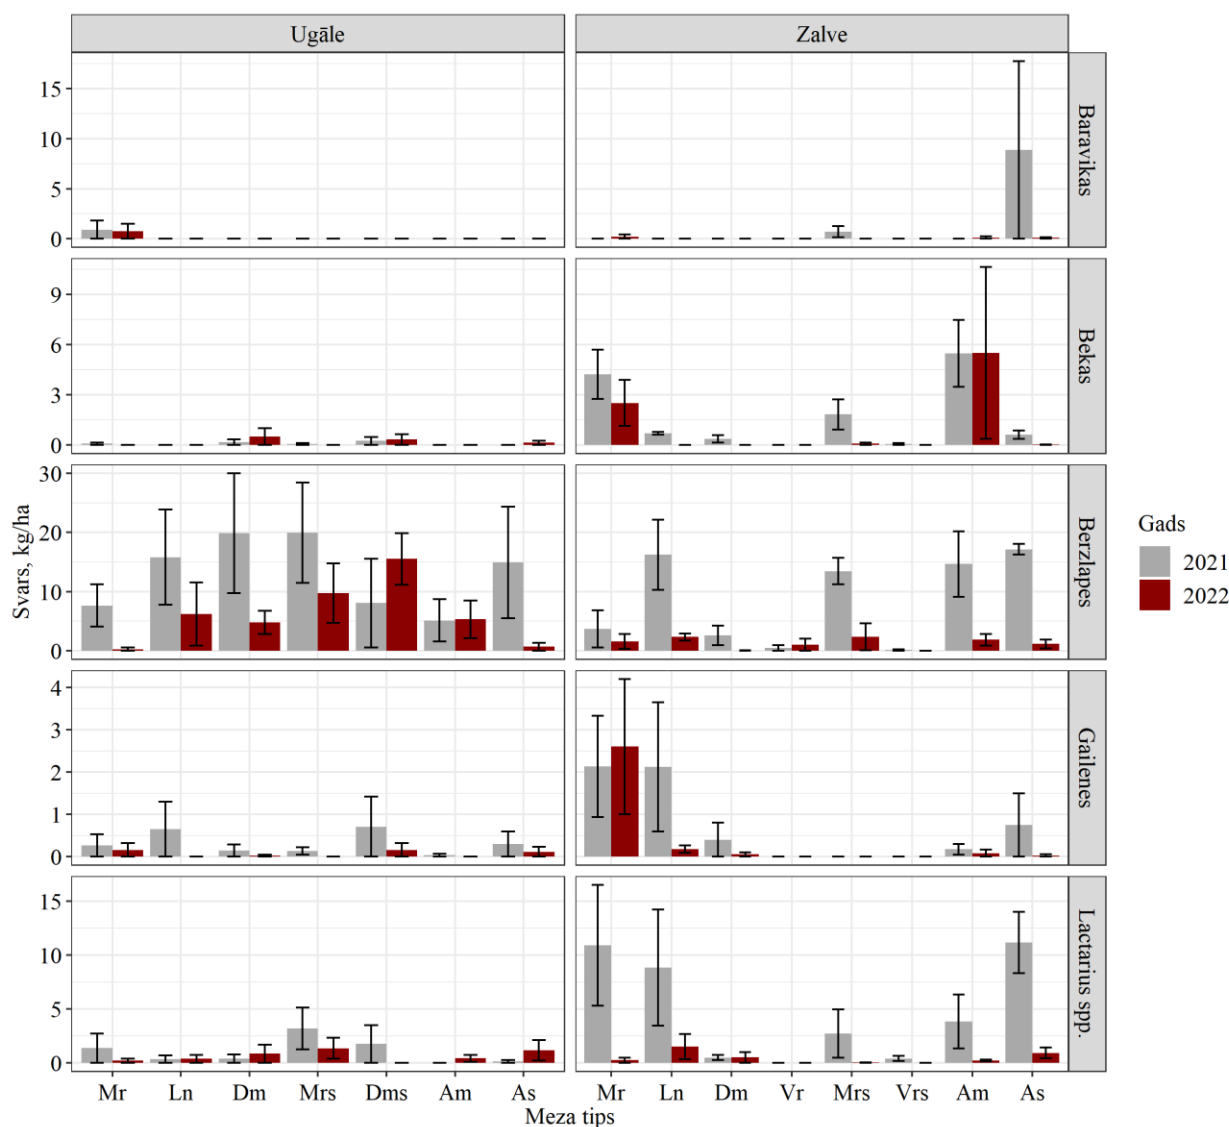 Ugāle
Zalve
15
10
5
0
Baravikas
9
6
3
0
Bekas
30
20
10
0
Berzlapes
4
3
2
1
0
Gailenes
15
10
5
0
Lactarius spp.
Svars, kg/ha
Mr Ln Dm Mrs Dms Am As
Mr Ln Dm Vr Mrs Vrs Am As
Meza tips
Gads
2021
2022